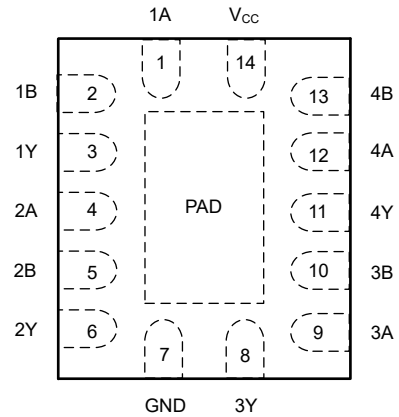 1A VCC
1 14
1B 2 13 4B
1Y 3 12 4A
2A 4 PAD 11 4Y
2B 5 10 3B
2Y 6 9 3A
7 8
GND 3Y